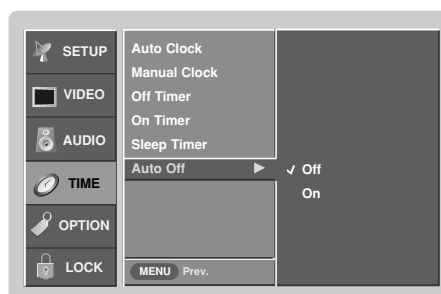 SETUP
VIDEO
AUDIO
TIME
OPTION
LOCK
Auto Clock
Manual Clock
Off Timer
On Timer
Sleep Timer
Auto Off
Off
On
MENU Prev.